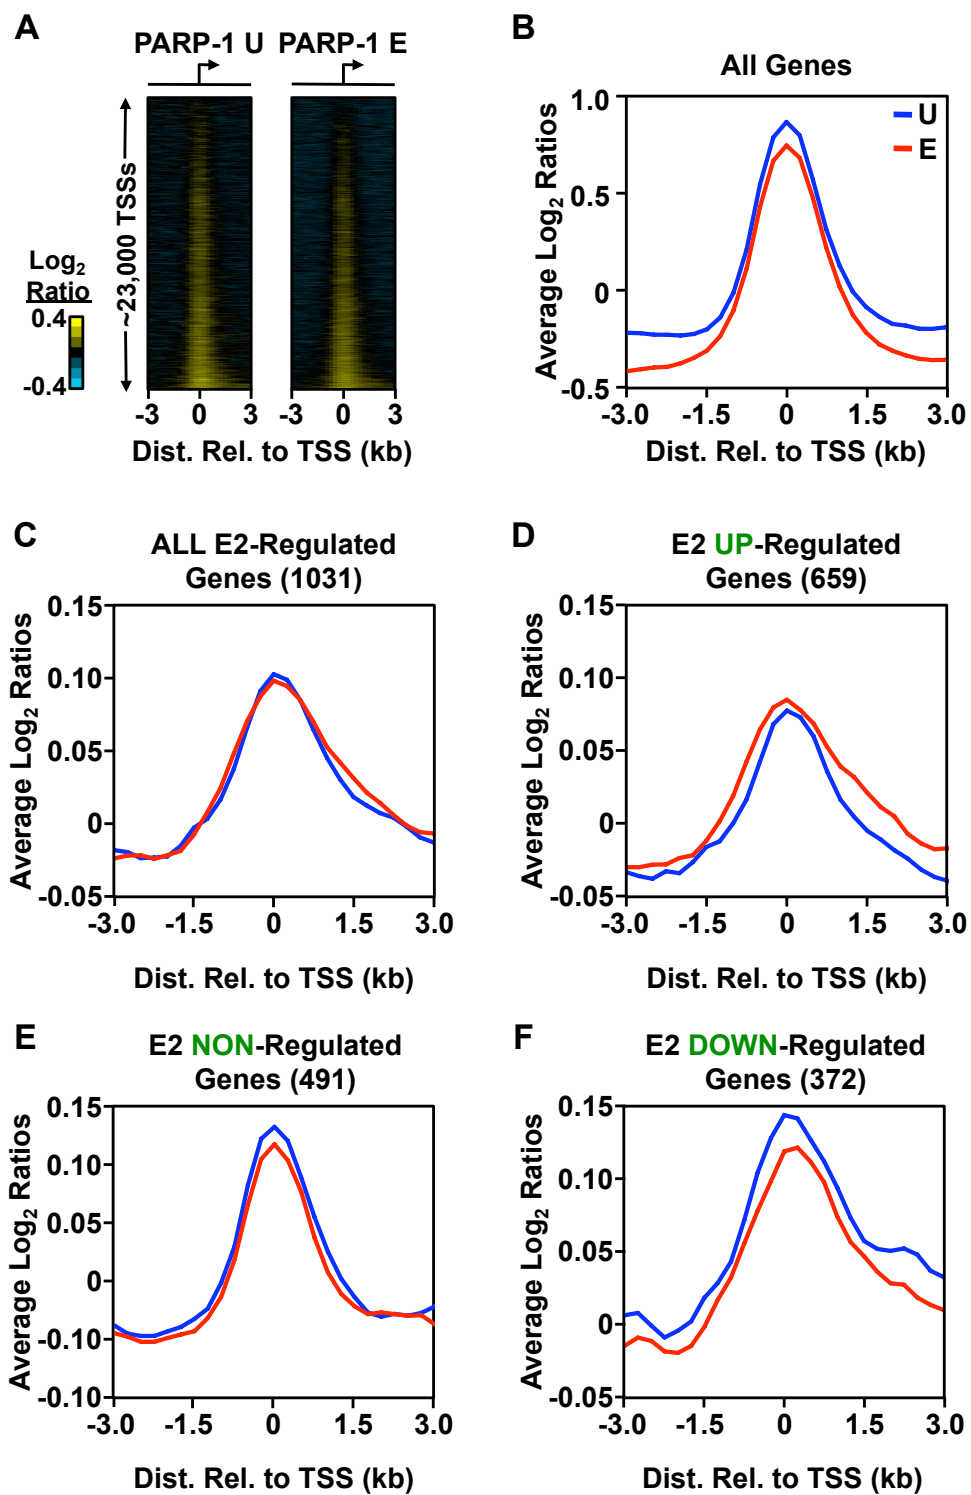 A
PARP-1 U PARP-1 E
~23,000 TSSs
Log2
Ratio
0.4
-0.4
-3 0 3 -3 0 3
Dist. Rel. to TSS (kb)
B
All Genes
U
E
Average Log2 Ratios
1.0
0.5
0
-0.5
-3.0 -1.5 0 1.5 3.0
Dist. Rel. to TSS (kb)
C
ALL E2-Regulated
Genes (1031)
Average Log2 Ratios
0.15
0.10
0.05
0
-0.05
-3.0 -1.5 0 1.5 3.0
Dist. Rel. to TSS (kb)
D
E2 UP-Regulated
Genes (659)
Average Log2 Ratios
0.15
0.10
0.05
0
-0.05
-3.0 -1.5 0 1.5 3.0
Dist. Rel. to TSS (kb)
E
E2 NON-Regulated
Genes (491)
Average Log2 Ratios
0.15
0.10
0.05
0
-0.10
-0.10
-3.0 -1.5 0 1.5 3.0
Dist. Rel. to TSS (kb)
F
E2 DOWN-Regulated
Genes (372)
Average Log2 Ratios
0.15
0.10
0.05
0
-0.05
-3.0 -1.5 0 1.5 3.0
Dist. Rel. to TSS (kb)